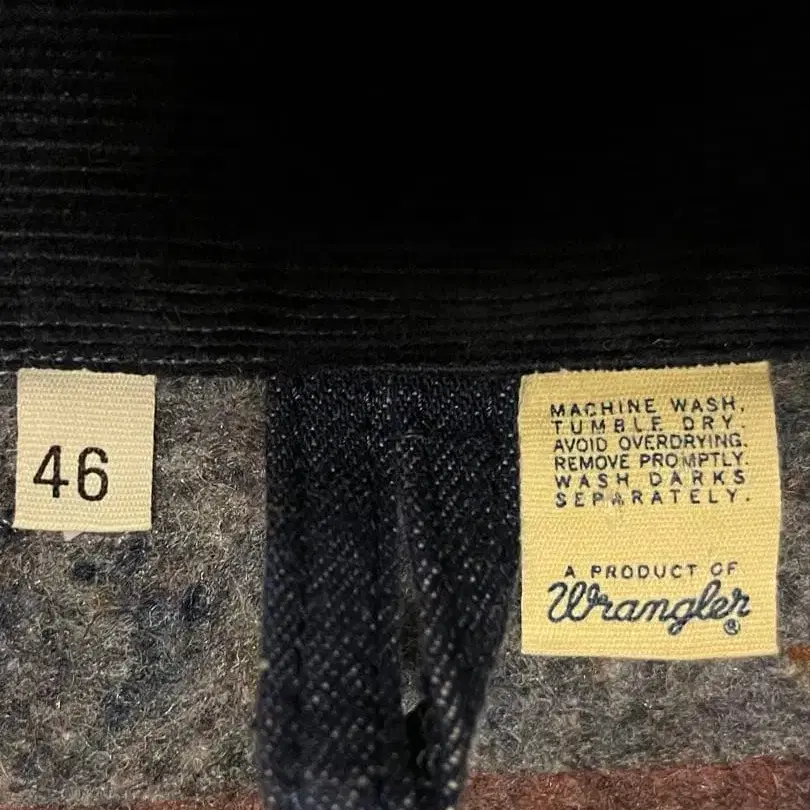 46
MACHINE WASH,
TUMBLE DRY.
AVOID OVERDRYING.
REMOVE PROMPTLY.
WASH DARKS
SEPARATELY.
A PRODUCT OF
Wrangler®